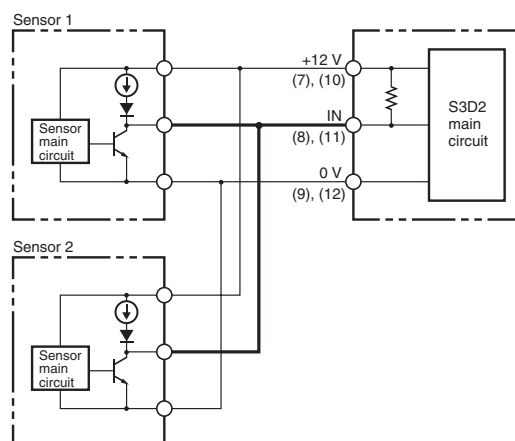 Sensor 1
Sensor
main
circuit
+12 V
(7), (10)
IN
(8), (11)
0 V
(9), (12)
S3D2
main
circuit
Sensor 2
Sensor
main
circuit